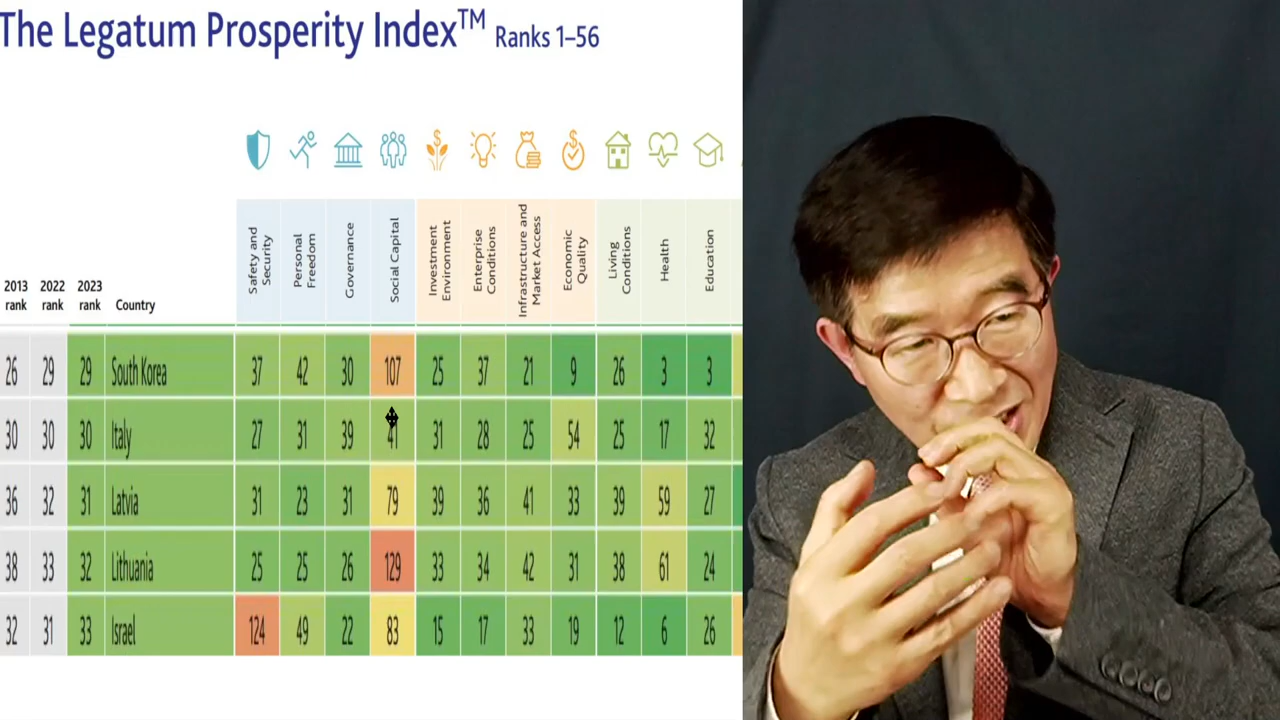 The Legatum Prosperity Index™ Ranks 1–56
Safety and Security
Personal Freedom
Governance
Social Capital
Investment Environment
Enterprise Conditions
Infrastructure and Market Access
Economic Quality
Living Conditions
Health
Education
2013 rank 2022 rank 2023 rank Country
26 29 29 South Korea 37 42 30 107 25 37 21 9 26 3 3
30 30 30 Italy 27 31 39 41 31 28 25 54 25 17 32
36 32 31 Latvia 31 23 31 79 39 36 41 33 39 59 27
38 33 32 Lithuania 25 25 26 129 33 34 42 31 38 61 24
32 31 33 Israel 124 49 22 83 15 17 33 19 12 6 26